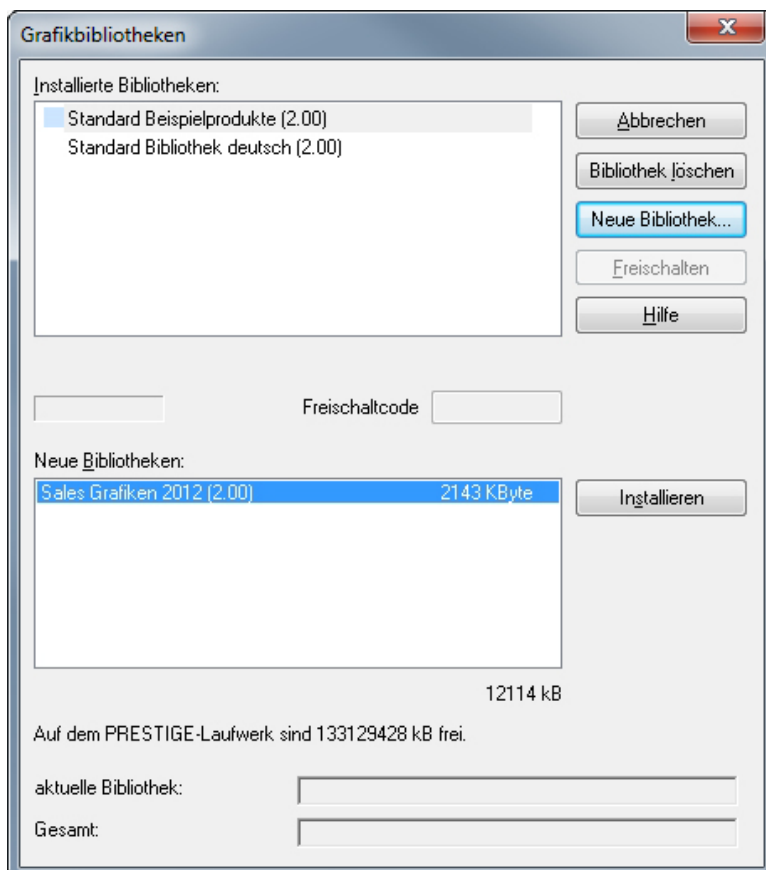 Grafikbibliotheken
Installierte Bibliotheken:
Standard Beispielprodukte (2.00)
Standard Bibliothek deutsch (2.00)
Abbrechen
Bibliothek löschen
Neue Bibliothek...
Freischalten
Hilfe
Freischaltcode
Neue Bibliotheken:
Sales Grafiken 2012 (2.00) 2143 KByte
Installieren
12114 kB
Auf dem PRESTIGE-Laufwerk sind 133129428 kB frei.
aktuelle Bibliothek:
Gesamt: